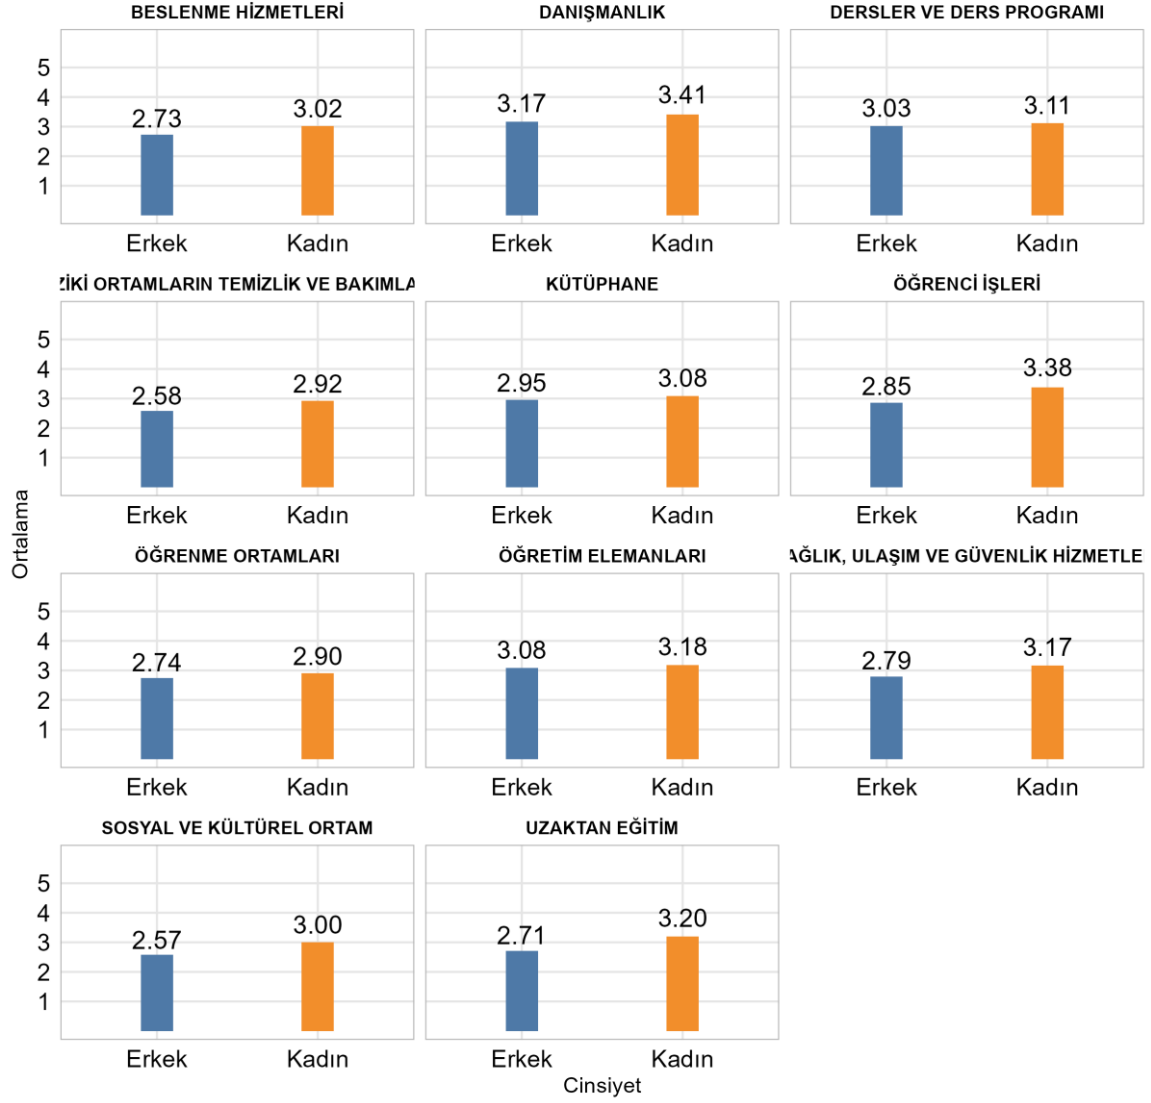 BESLENME HİZMETLERİ
DANIŞMANLIK
DERSLER VE DERS PROGRAMI
5
4
3
2
1
2.73
3.02
3.17
3.41
3.03
3.11
Erkek
Kadın
Erkek
Kadın
Erkek
Kadın
ZİKİ ORTAMLARIN TEMİZLİK VE BAKIMLA
KÜTÜPHANE
ÖĞRENCİ İŞLERİ
5
4
3
2
1
2.58
2.92
2.95
3.08
2.85
3.38
Erkek
Kadın
Erkek
Kadın
Erkek
Kadın
Ortalama
ÖĞRENME ORTAMLARI
ÖĞRETİM ELEMANLARI
AĞLIK, ULAŞIM VE GÜVENLİK HİZMETLE
5
4
3
2
1
2.74
2.90
3.08
3.18
2.79
3.17
Erkek
Kadın
Erkek
Kadın
Erkek
Kadın
SOSYAL VE KÜLTÜREL ORTAM
UZAKTAN EĞİTİM
5
4
3
2
1
2.57
3.00
2.71
3.20
Erkek
Kadın
Erkek
Kadın
Cinsiyet